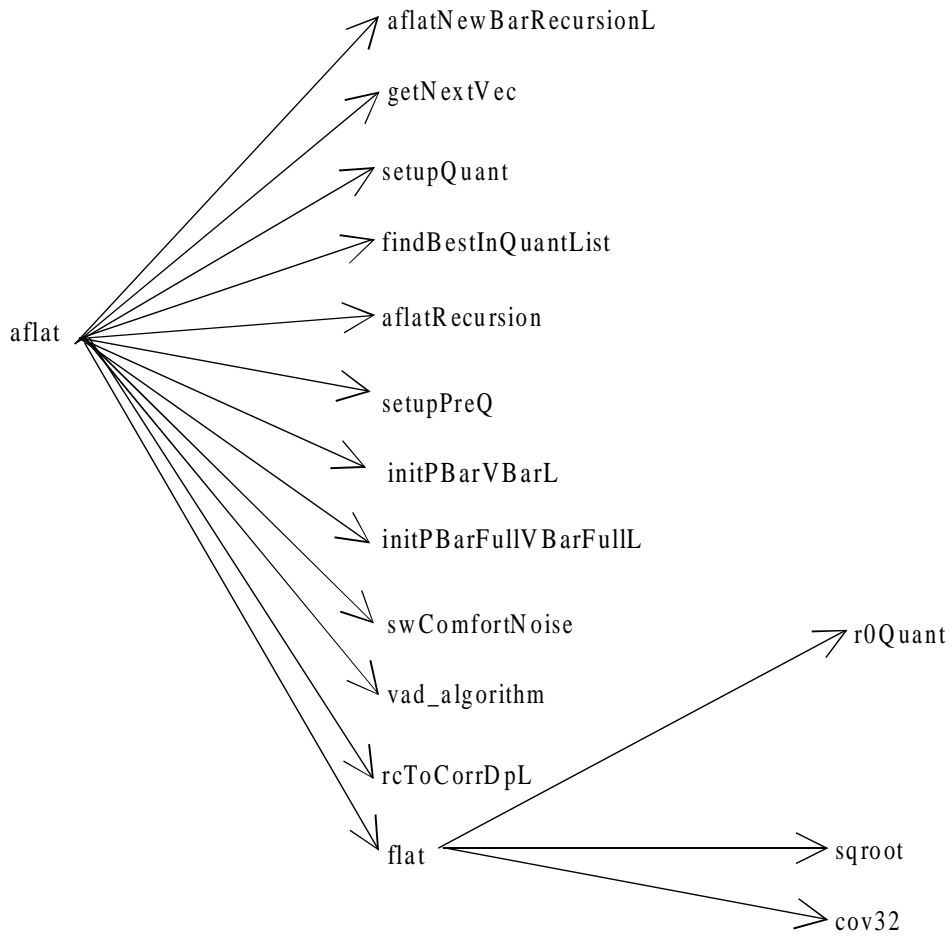 aflatNewBarRecursionL
getNextVec
setupQuant
findBestInQuantList
aflatRecursion
aflat
setupPreQ
initPBarVBarL
initPBarFullVBarFullL
swComfortNoise
r0Quant
vad_algorithm
rcToCorrDpL
flat
sqroot
cov32